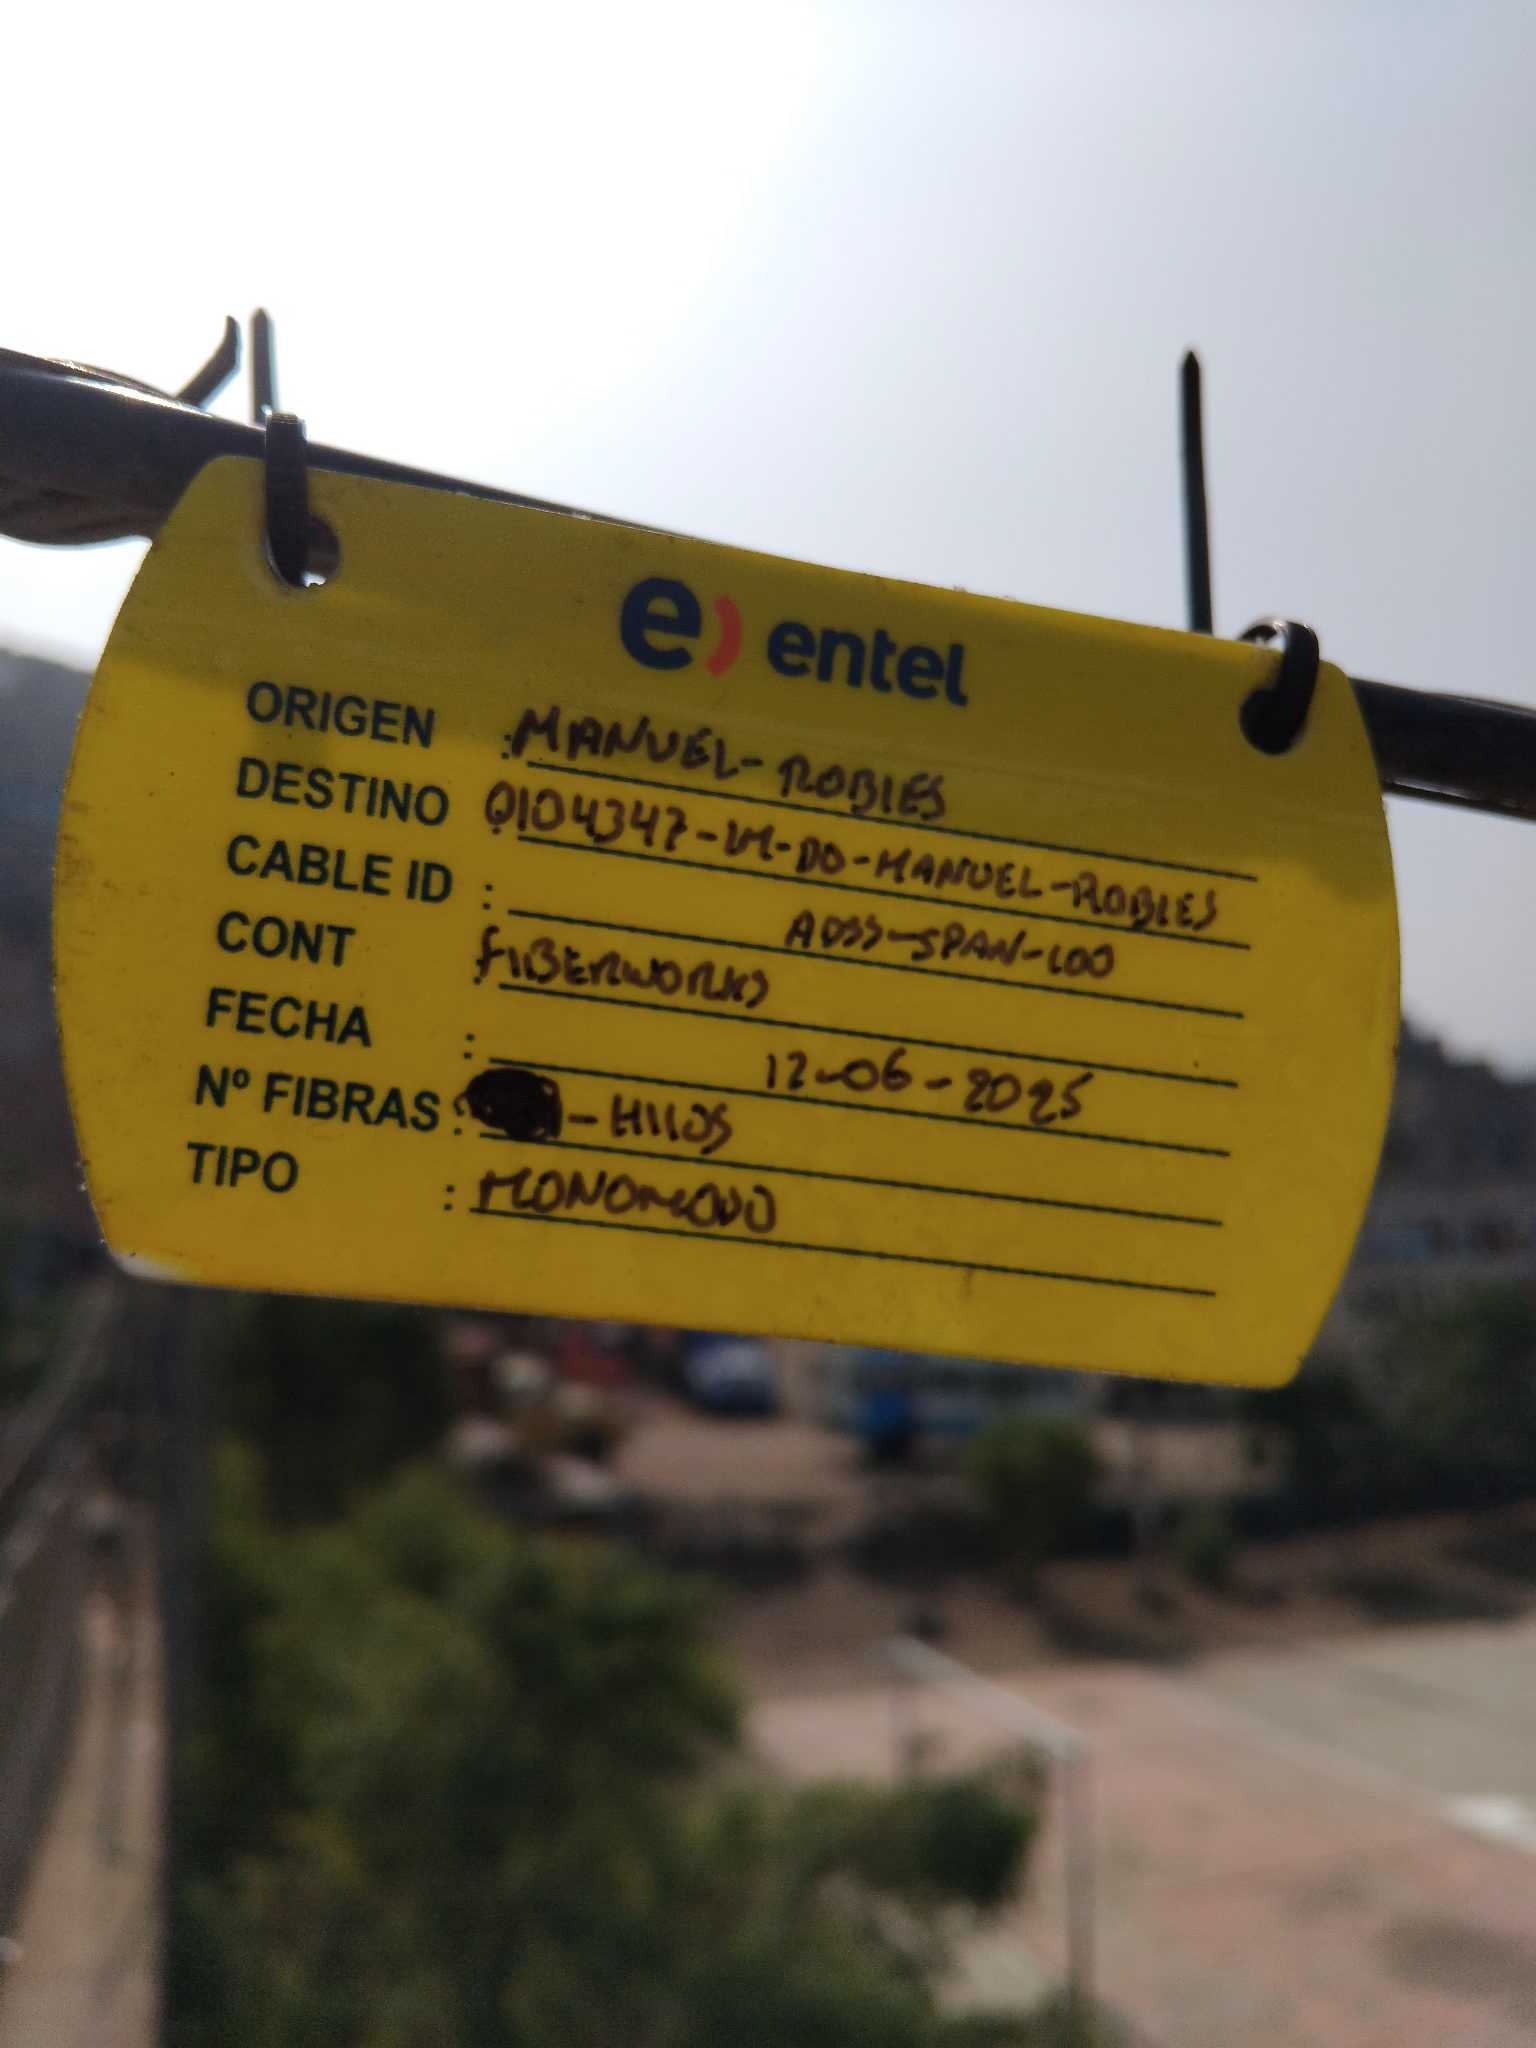 e) entel
ORIGEN : MANUEL-ROBLES
DESTINO : 0104347-LM-DO-MANUEL-ROBLES
CABLE ID : ADSS-SPAN-100
CONT : FIBERWORKS
FECHA : 12-06-2025
Nº FIBRAS : -HILOS
TIPO : MONOMODO